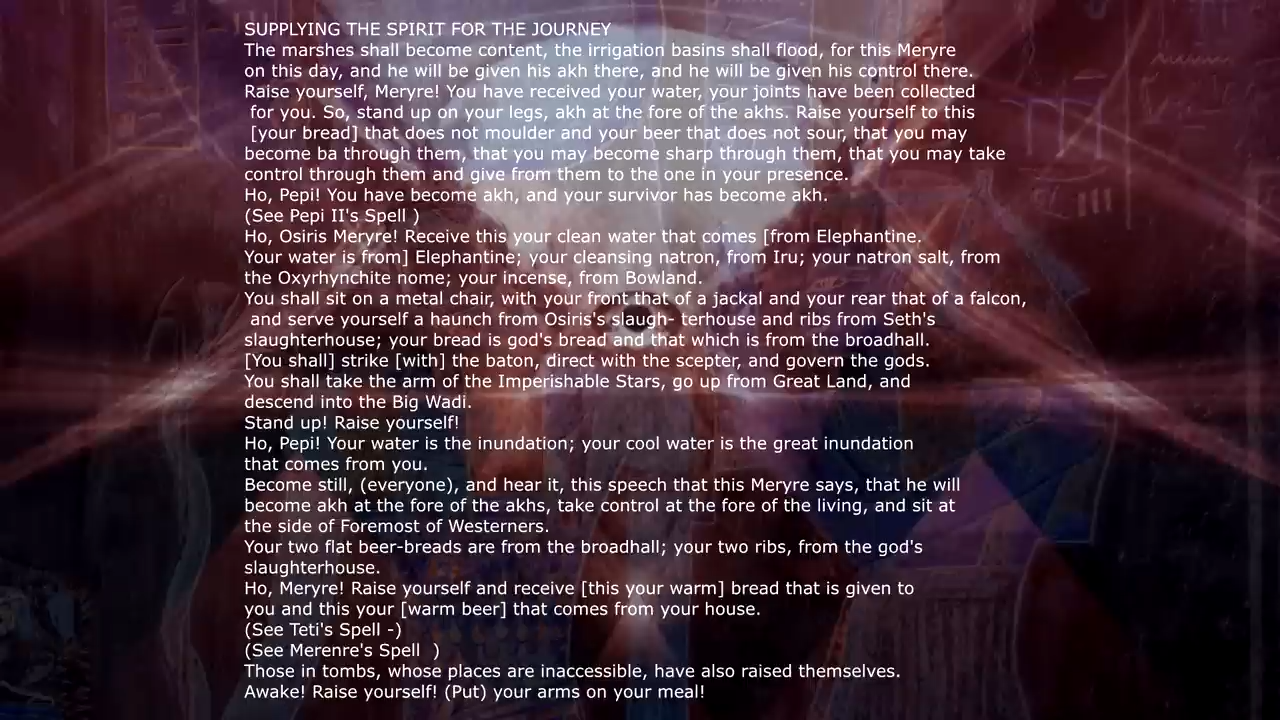 SUPPLYING THE SPIRIT FOR THE JOURNEY
The marshes shall become content, the irrigation basins shall flood, for this Meryre
on this day, and he will be given his akh there, and he will be given his control there.
Raise yourself, Meryre! You have received your water, your joints have been collected
for you. So, stand up on your legs, akh at the fore of the akhs. Raise yourself to this
[your bread] that does not moulder and your beer that does not sour, that you may
become ba through them, that you may become sharp through them, that you may take
control through them and give from them to the one in your presence.
Ho, Pepi! You have become akh, and your survivor has become akh.
(See Pepi II's Spell )
Ho, Osiris Meryre! Receive this your clean water that comes [from Elephantine.
Your water is from] Elephantine; your cleansing natron, from Iru; your natron salt, from
the Oxyrhynchite nome; your incense, from Bowland.
You shall sit on a metal chair, with your front that of a jackal and your rear that of a falcon,
and serve yourself a haunch from Osiris's slaugh- terhouse and ribs from Seth's
slaughterhouse; your bread is god's bread and that which is from the broadhall.
[You shall] strike [with] the baton, direct with the scepter, and govern the gods.
You shall take the arm of the Imperishable Stars, go up from Great Land, and
descend into the Big Wadi.
Stand up! Raise yourself!
Ho, Pepi! Your water is the inundation; your cool water is the great inundation
that comes from you.
Become still, (everyone), and hear it, this speech that this Meryre says, that he will
become akh at the fore of the akhs, take control at the fore of the living, and sit at
the side of Foremost of Westerners.
Your two flat beer-breads are from the broadhall; your two ribs, from the god's
slaughterhouse.
Ho, Meryre! Raise yourself and receive [this your warm] bread that is given to
you and this your [warm beer] that comes from your house.
(See Teti's Spell -)
(See Merenre's Spell  )
Those in tombs, whose places are inaccessible, have also raised themselves.
Awake! Raise yourself! (Put) your arms on your meal!